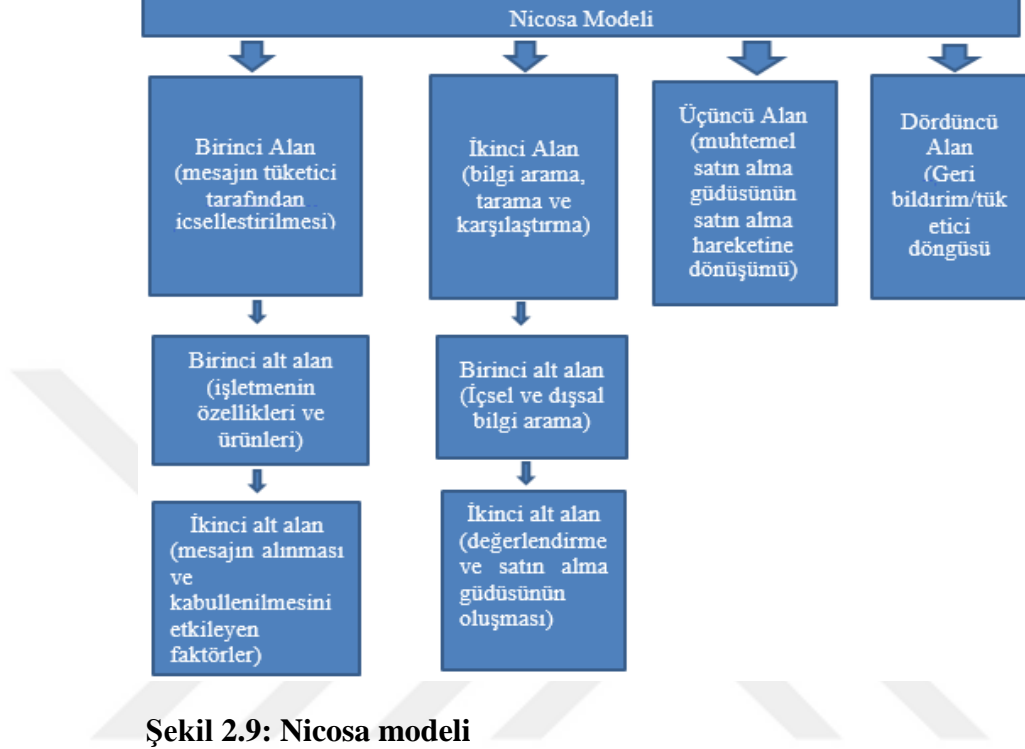 Nicosa Modeli
Birinci Alan
(mesajın tüketici
tarafından
içsellestirilmesi)
İkinci Alan
(bilgi arama,
tarama ve
karşılaştırma)
Üçüncü Alan
(muhtemel
satın alma
güdüsünün
satın alma
hareketine
dönüşümü)
Dördüncü
Alan
(Geri
bildirim/tük
etici
döngüsü
Birinci alt alan
(işletmenin
özellikleri ve
ürünleri)
Birinci alt alan
(İçsel ve dışsal
bilgi arama)
İkinci alt alan
(mesajın alınması
ve
kabullenilmesini
etkileyen
faktörler)
İkinci alt alan
(değerlendirme
ve satın alma
güdüsünün
oluşması)
Şekil 2.9: Nicosa modeli